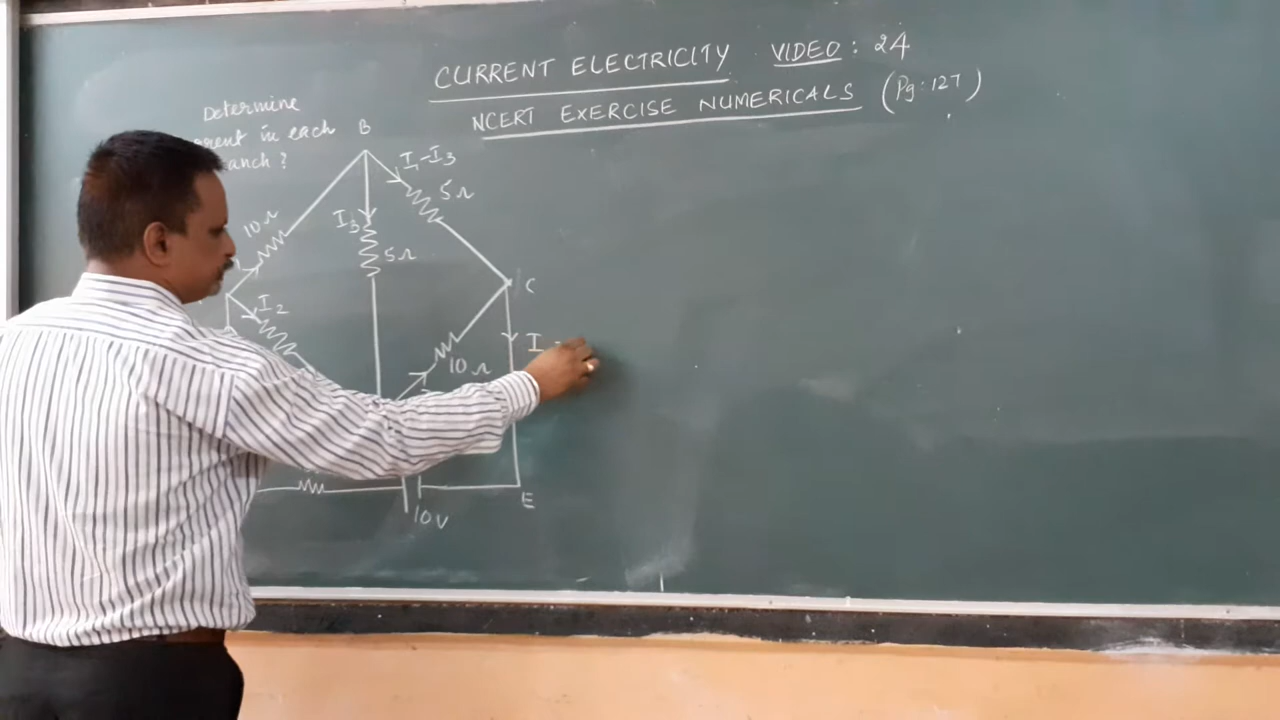 CURRENT ELECTRICITY VIDEO : 24
NCERT EXERCISE NUMERICALS (Pg: 127)
Determine
in each
B
I₁-I₃
5Ω
10Ω
I₃
5Ω
C
I₂
I
10Ω
E
10V